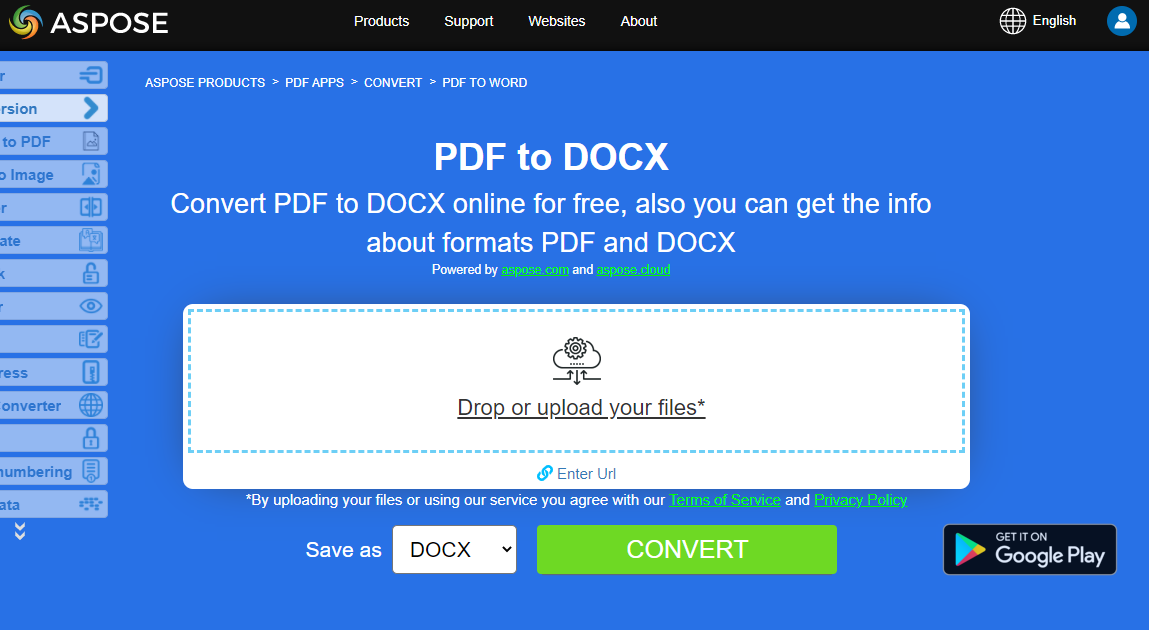 ASPOSE
Products Support Websites About
English
ASPOSE PRODUCTS > PDF APPS > CONVERT > PDF TO WORD
r
rsion
to PDF
o Image
r
ate
k
r
ress
onverter
numbering
ata
PDF to DOCX
Convert PDF to DOCX online for free, also you can get the info
about formats PDF and DOCX
Powered by aspose.com and aspose.cloud
Drop or upload your files*
Enter Url
*By uploading your files or using our service you agree with our Terms of Service and Privacy Policy
Save as DOCX CONVERT
GET IT ON
Google Play